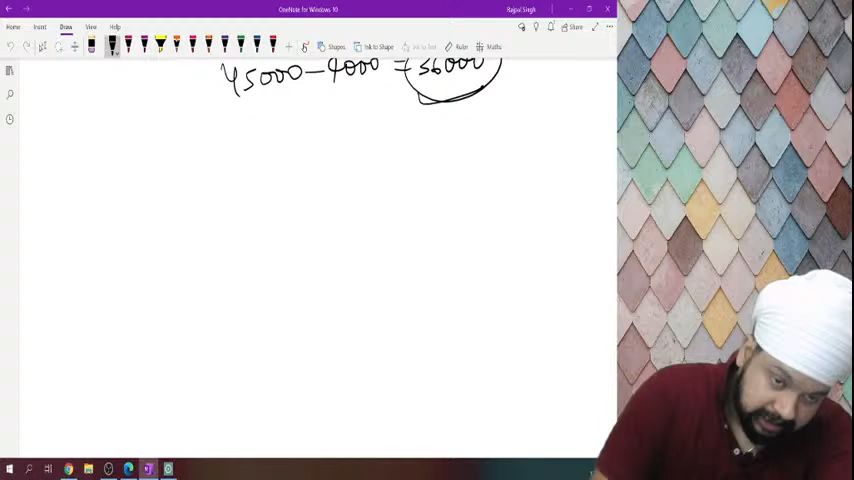 OneNote for Windows 10
Rajpal Singh
Home Insert Draw View Help
Share
Shapes Ink to Shape Ink to Text Ruler Maths
45000 - 9000 = 36000